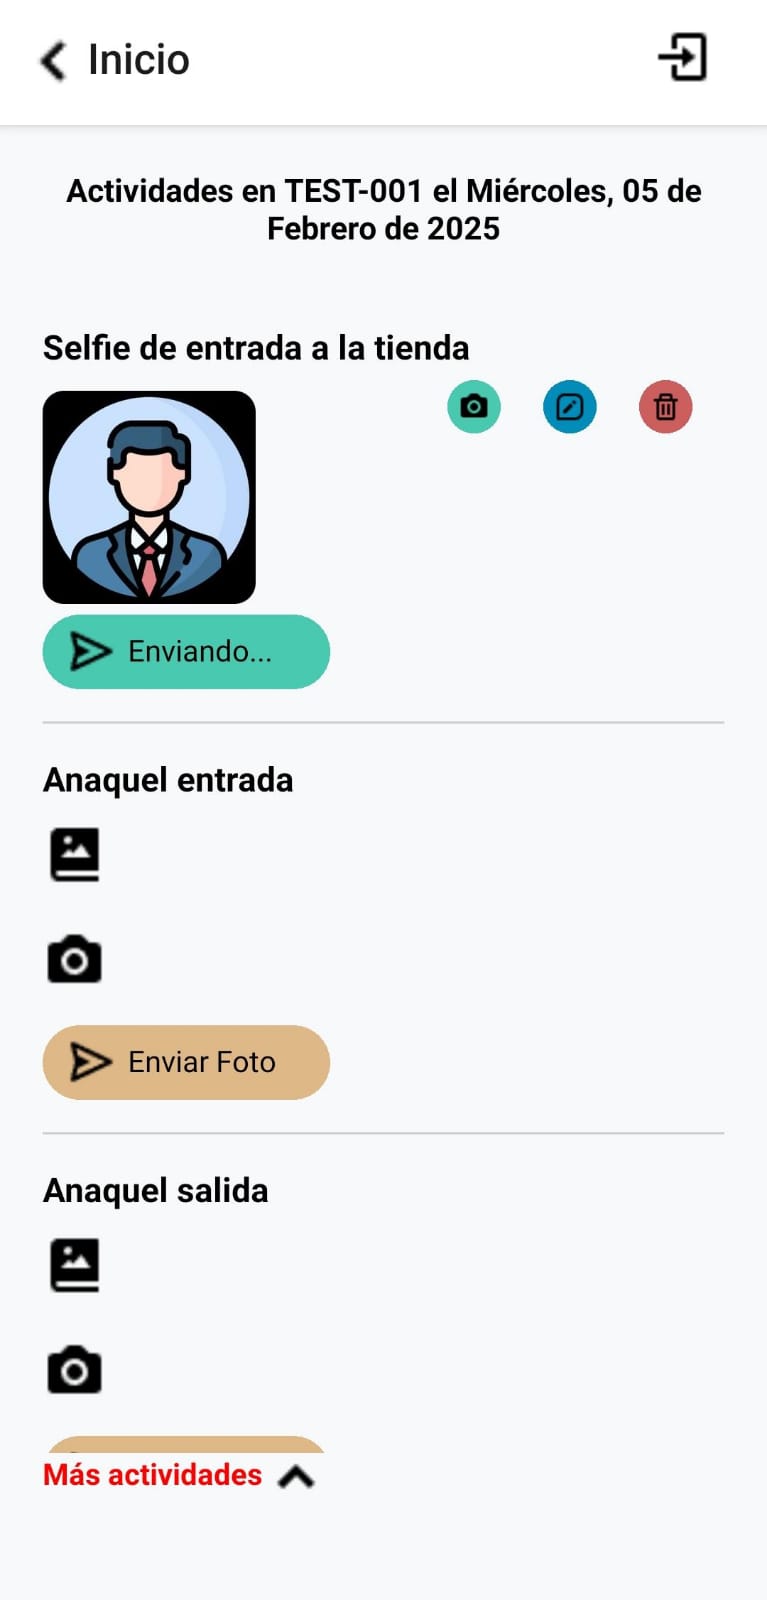 Inicio
Actividades en TEST-001 el Miércoles, 05 de
Febrero de 2025
Selfie de entrada a la tienda
Enviando...
Anaquel entrada
Enviar Foto
Anaquel salida
Más actividades